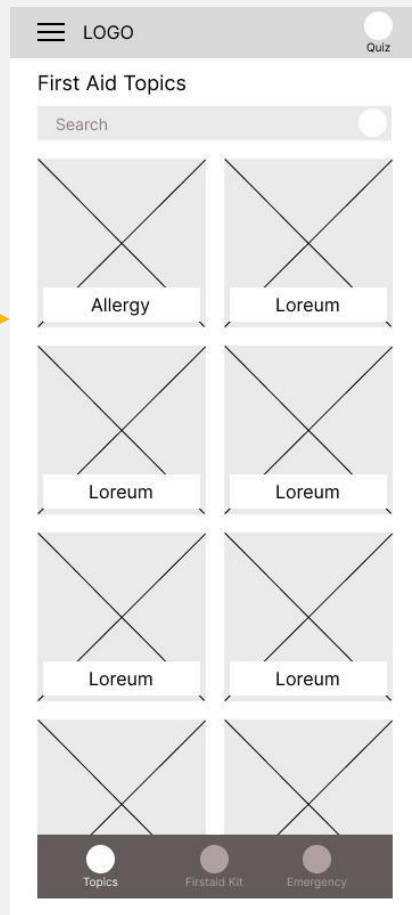 LOGO
Quiz
First Aid Topics
Search
Allergy
Loreum
Loreum
Loreum
Loreum
Loreum
Topics
Firstaid Kit
Emergency